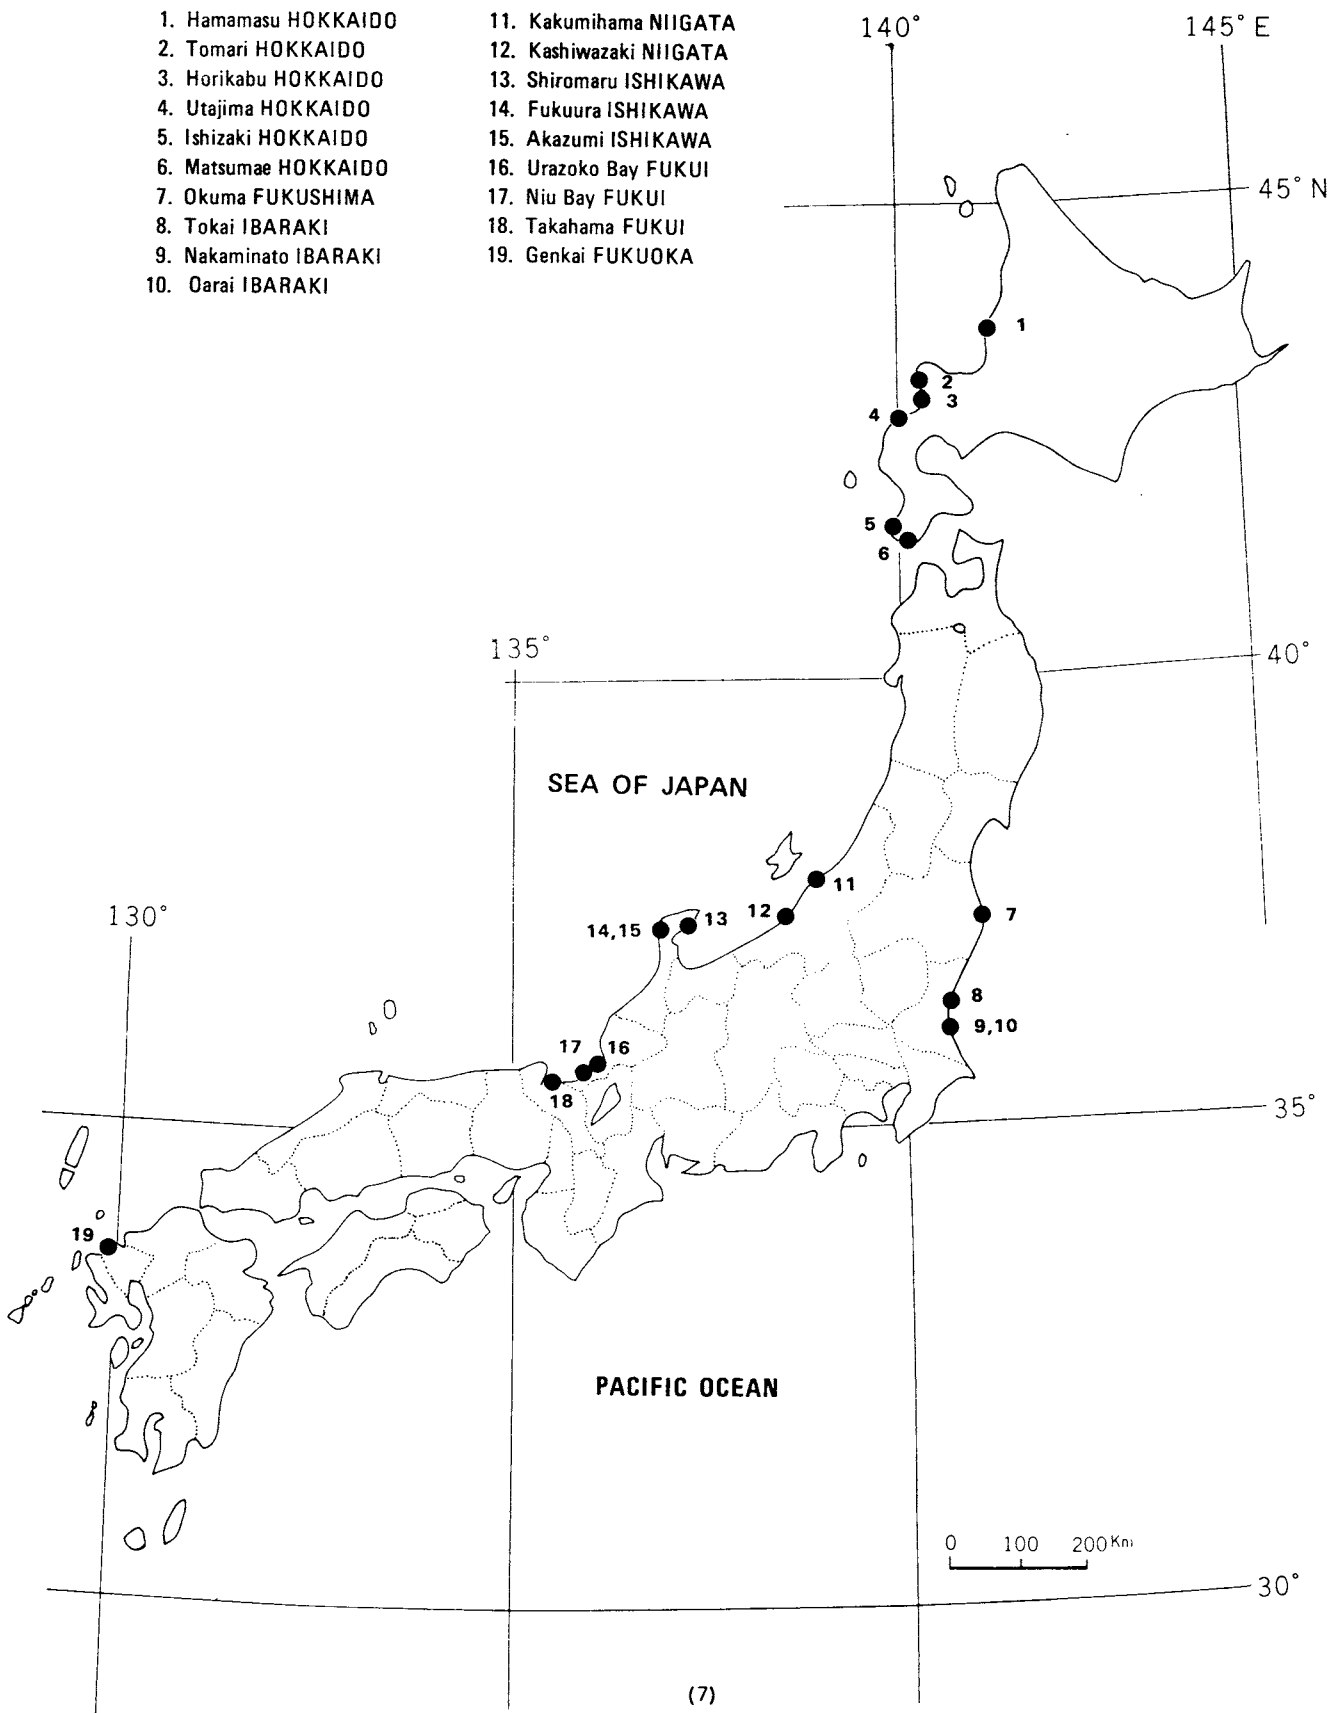 1. Hamamasu HOKKAIDO
2. Tomari HOKKAIDO
3. Horikabu HOKKAIDO
4. Utajima HOKKAIDO
5. Ishizaki HOKKAIDO
6. Matsumae HOKKAIDO
7. Okuma FUKUSHIMA
8. Tokai IBARAKI
9. Nakaminato IBARAKI
10. Oarai IBARAKI
11. Kakumihama NIIGATA
12. Kashiwazaki NIIGATA
13. Shiromaru ISHIKAWA
14. Fukuura ISHIKAWA
15. Akazumi ISHIKAWA
16. Urazoko Bay FUKUI
17. Niu Bay FUKUI
18. Takahama FUKUI
19. Genkai FUKUOKA
140°
145° E
45° N
1
2
3
4
5
6
135°
40°
SEA OF JAPAN
11
12
13
14,15
7
130°
8
9,10
17
16
18
35°
19
PACIFIC OCEAN
0 100 200 Km
30°
(7)